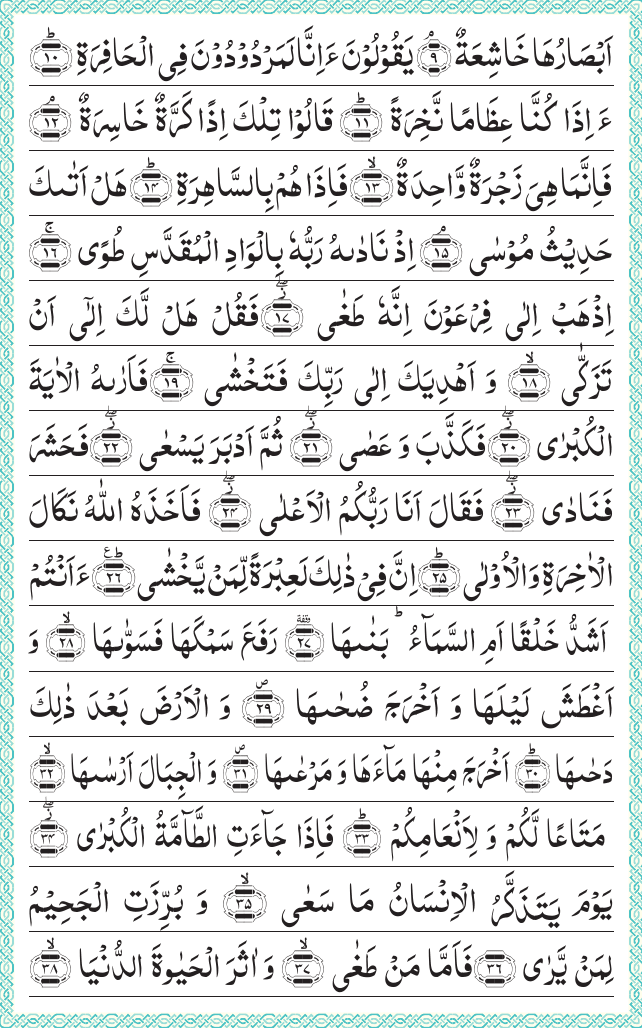 اَبْصَارُهَا خَاشِعَةٌ ۘ﴿۹﴾ يَقُوْلُوْنَ ءَاِنَّا لَمَرْدُوْدُوْنَ فِى الْحَافِرَةِ ؕ﴿۱۰﴾
ءَاِذَا كُنَّا عِظَامًا نَّخِرَةً ؕ﴿۱۱﴾ قَالُوْا تِلْكَ اِذًا كَرَّةٌ خَاسِرَةٌ ۘ﴿۱۲﴾
فَاِنَّمَا هِىَ زَجْرَةٌ وَّاحِدَةٌ ۙ﴿۱۳﴾ فَاِذَا هُمْ بِالسَّاهِرَةِ ؕ﴿۱۴﴾ هَلْ اَتٰٮكَ
حَدِيْثُ مُوْسٰى ۘ﴿۱۵﴾ اِذْ نَادٰٮهُ رَبُّهٗ بِالْوَادِ الْمُقَدَّسِ طُوًى ۚ﴿۱۶﴾
اِذْهَبْ اِلٰى فِرْعَوْنَ اِنَّهٗ طَغٰى ۖ٘﴿۱۷﴾ فَقُلْ هَلْ لَّكَ اِلٰٓى اَنْ
تَزَكّٰى ۙ﴿۱۸﴾ وَ اَهْدِيَكَ اِلٰى رَبِّكَ فَتَخْشٰى ۚ﴿۱۹﴾ فَاَرٰٮهُ الْاٰيَةَ
الْكُبْرٰى ۖ٘﴿۲۰﴾ فَكَذَّبَ وَ عَصٰى ۖ٘﴿۲۱﴾ ثُمَّ اَدْبَرَ يَسْعٰى ۖ٘﴿۲۲﴾ فَحَشَرَ
فَنَادٰى ۖ٘﴿۲۳﴾ فَقَالَ اَنَا رَبُّكُمُ الْاَعْلٰى ۖ٘﴿۲۴﴾ فَاَخَذَهُ اللّٰهُ نَكَالَ
الْاٰخِرَةِ وَالْاُوْلٰى ؕ﴿۲۵﴾ اِنَّ فِىْ ذٰلِكَ لَعِبْرَةً لِّمَنْ يَّخْشٰى ؕع﴿۲۶﴾ ءَاَنْتُمْ
اَشَدُّ خَلْقًا اَمِ السَّمَآءُ ؕ بَنٰٮهَا وقفة﴿۲۷﴾ رَفَعَ سَمْكَهَا فَسَوّٰٮهَا ۙ﴿۲۸﴾ وَ
اَغْطَشَ لَيْلَهَا وَ اَخْرَجَ ضُحٰٮهَا ص﴿۲۹﴾ وَ الْاَرْضَ بَعْدَ ذٰلِكَ
دَحٰٮهَا ؕ﴿۳۰﴾ اَخْرَجَ مِنْهَا مَآءَهَا وَ مَرْعٰٮهَا ص﴿۳۱﴾ وَ الْجِبَالَ اَرْسٰٮهَا ۙ﴿۳۲﴾
مَتَاعًا لَّكُمْ وَ لِاَنْعَامِكُمْ ؕ﴿۳۳﴾ فَاِذَا جَآءَتِ الطَّآمَّةُ الْكُبْرٰى ۖ٘﴿۳۴﴾
يَوْمَ يَتَذَكَّرُ الْاِنْسَانُ مَا سَعٰى ۙ﴿۳۵﴾ وَ بُرِّزَتِ الْجَحِيْمُ
لِمَنْ يَّرٰى ﴿۳۶﴾ فَاَمَّا مَنْ طَغٰى ۙ﴿۳۷﴾ وَ اٰثَرَ الْحَيٰوةَ الدُّنْيَا ۙ﴿۳۸﴾